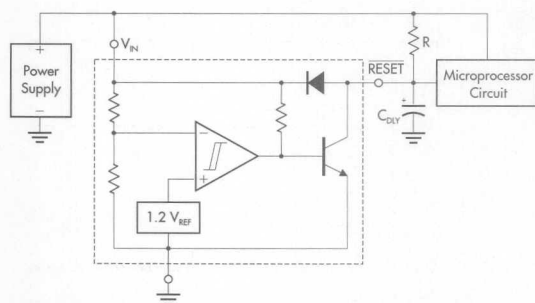 +
Power
Supply
−
V_IN
−
+
1.2 V_REF
RESET
R
+
C_DLY
Microprocessor
Circuit